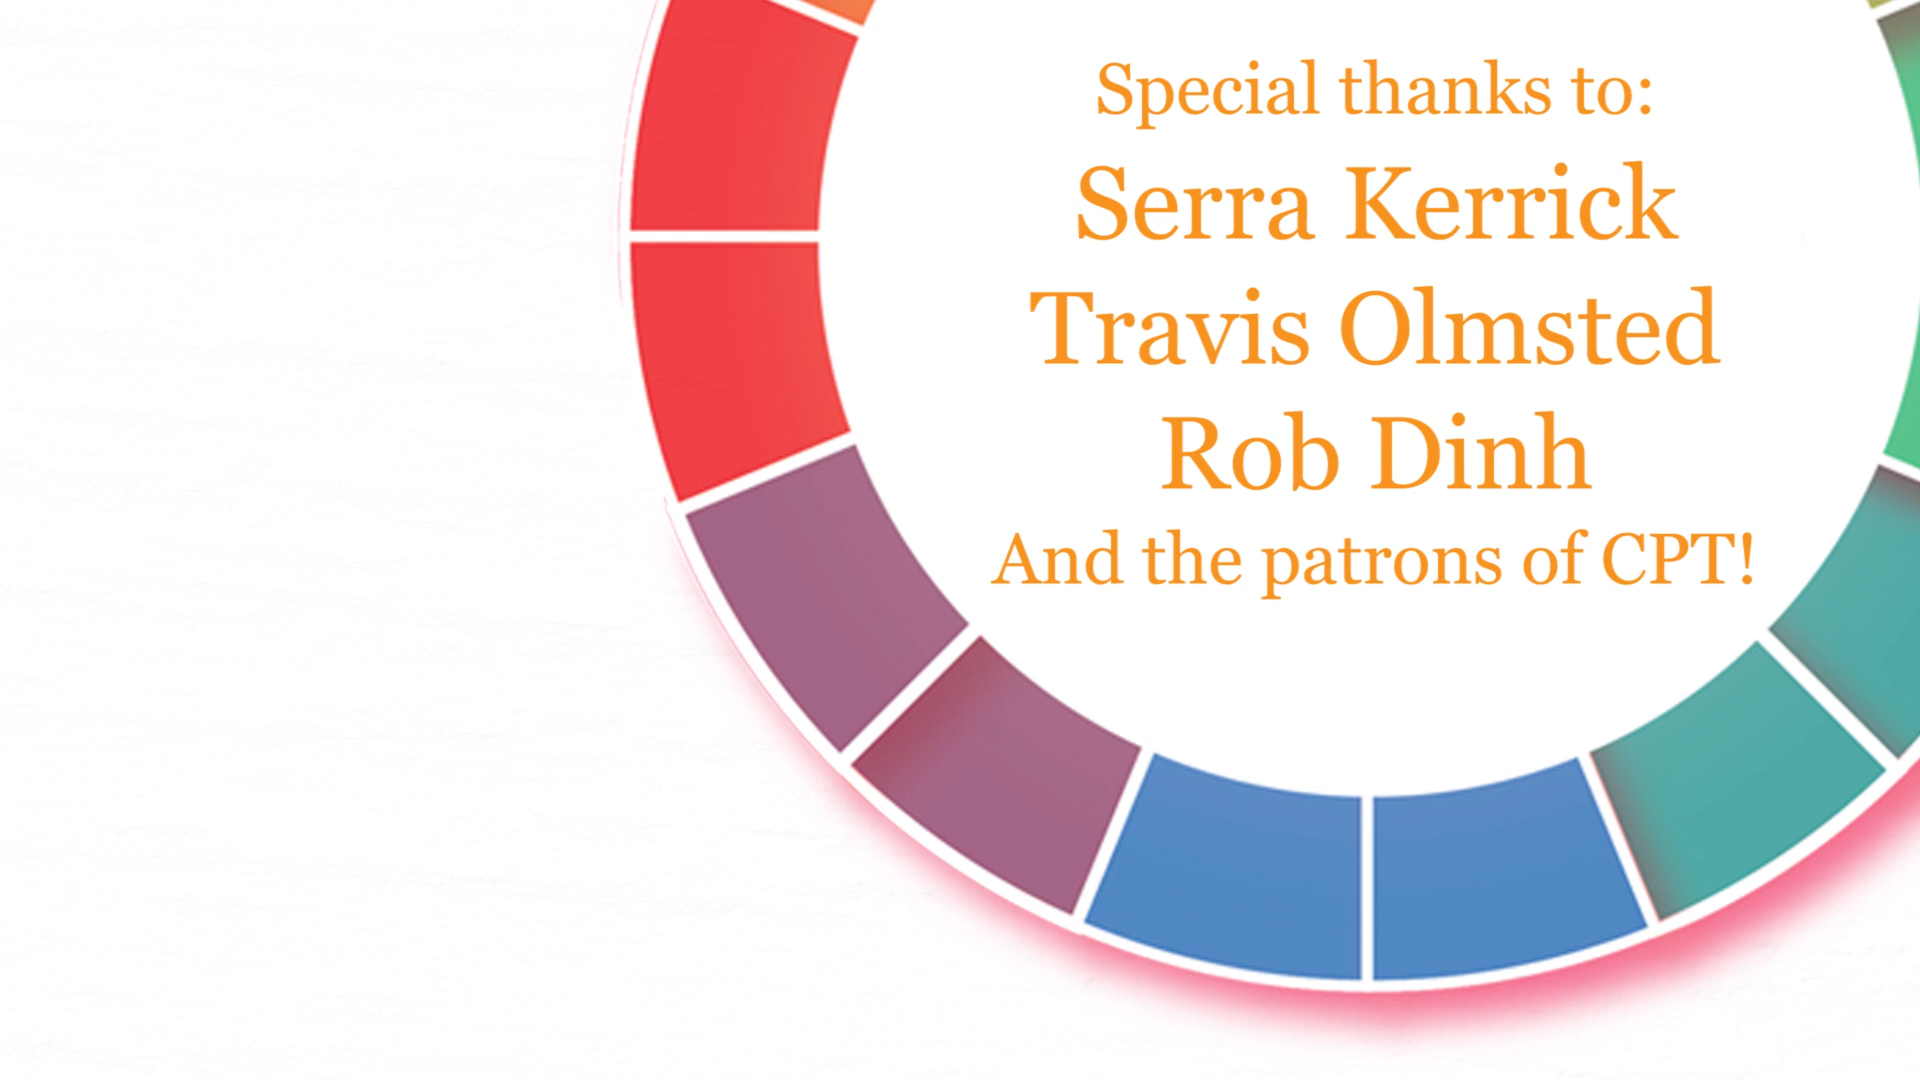 Special thanks to:
Serra Kerrick
Travis Olmsted
Rob Dinh
And the patrons of CPT!